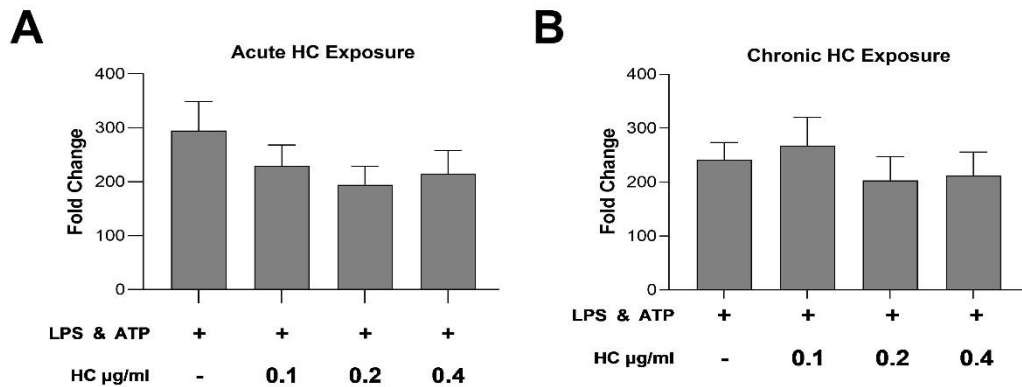 A
Acute HC Exposure
Fold Change
400
300
200
100
0
LPS & ATP + + + +
HC µg/ml - 0.1 0.2 0.4
B
Chronic HC Exposure
Fold Change
400
300
200
100
0
LPS & ATP + + + +
HC µg/ml - 0.1 0.2 0.4